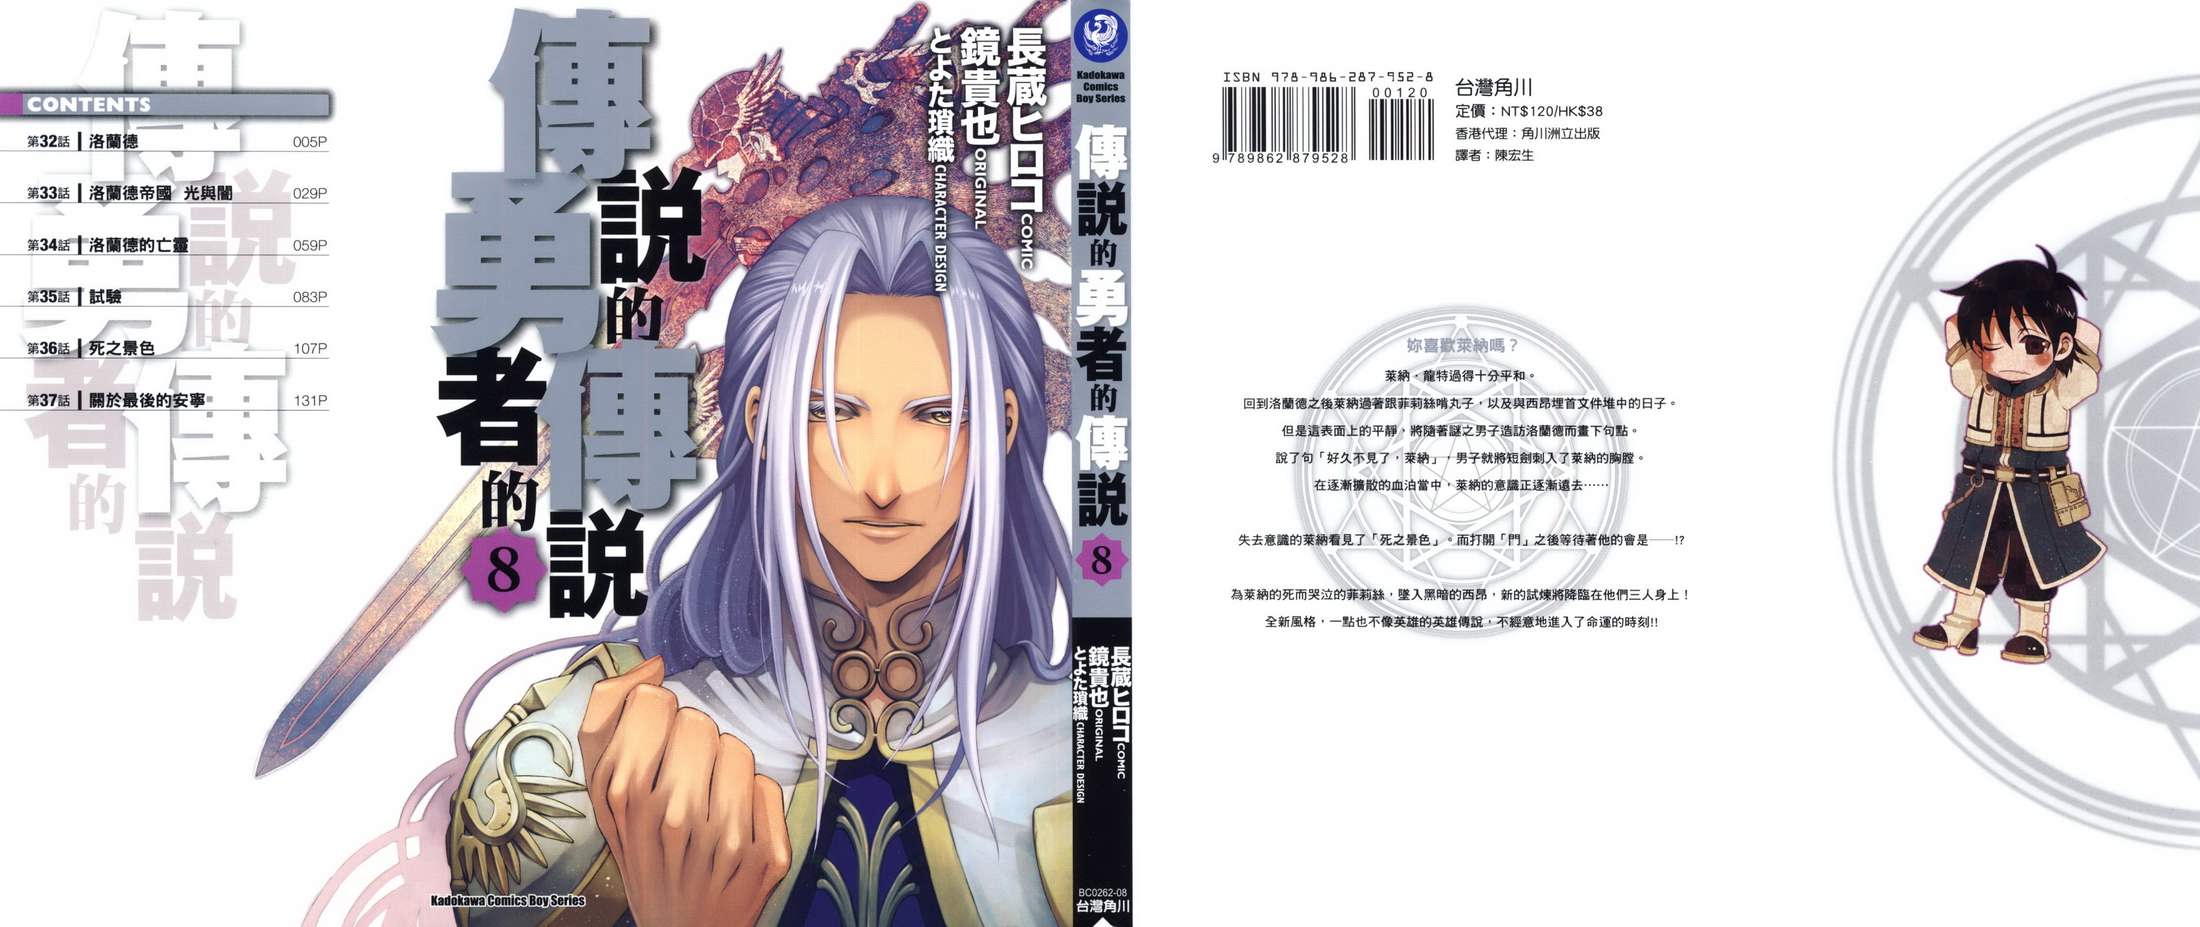 CONTENTS
第32話 洛蘭德 005P
第33話 洛蘭德帝國 光與闇 029P
第34話 洛蘭德的亡靈 059P
第35話 試驗 083P
第36話 死之景色 107P
第37話 關於最後的安寧 131P
傳說的
勇者的
傳說
傳說的
勇者的
傳說
8
長蔵ヒロコ COMIC
鏡貴也 ORIGINAL
とよた瑣織 CHARACTER DESIGN
Kadokawa Comics Boy Series
Kadokawa
Comics
Boy Series
傳說的勇者的傳說
8
長蔵ヒロコ COMIC
鏡貴也 ORIGINAL
とよた瑣織 CHARACTER DESIGN
BC0262-08
台灣角川
ISBN 978-986-287-952-8
00120
9 789862 879528
台灣角川
定價：NT$120/HK$38
香港代理：角川洲立出版
譯者：陳宏生
妳喜歡萊納嗎？
萊納．龍特過得十分平和。
回到洛蘭德之後萊納過著跟菲莉絲啃丸子，以及與西昂埋首文件堆中的日子。
但是這表面上的平靜，將隨著謎之男子造訪洛蘭德而畫下句點。
說了句「好久不見了，萊納」，男子就將短劍刺入了萊納的胸膛。
在逐漸擴散的血泊當中，萊納的意識正逐漸遠去……
失去意識的萊納看見了「死之景色」。而打開「門」之後等待著他的會是──!?
為萊納的死而哭泣的菲莉絲，墜入黑暗的西昂，新的試煉將降臨在他們三人身上！
全新風格，一點也不像英雄的英雄傳說，不經意地進入了命運的時刻!!